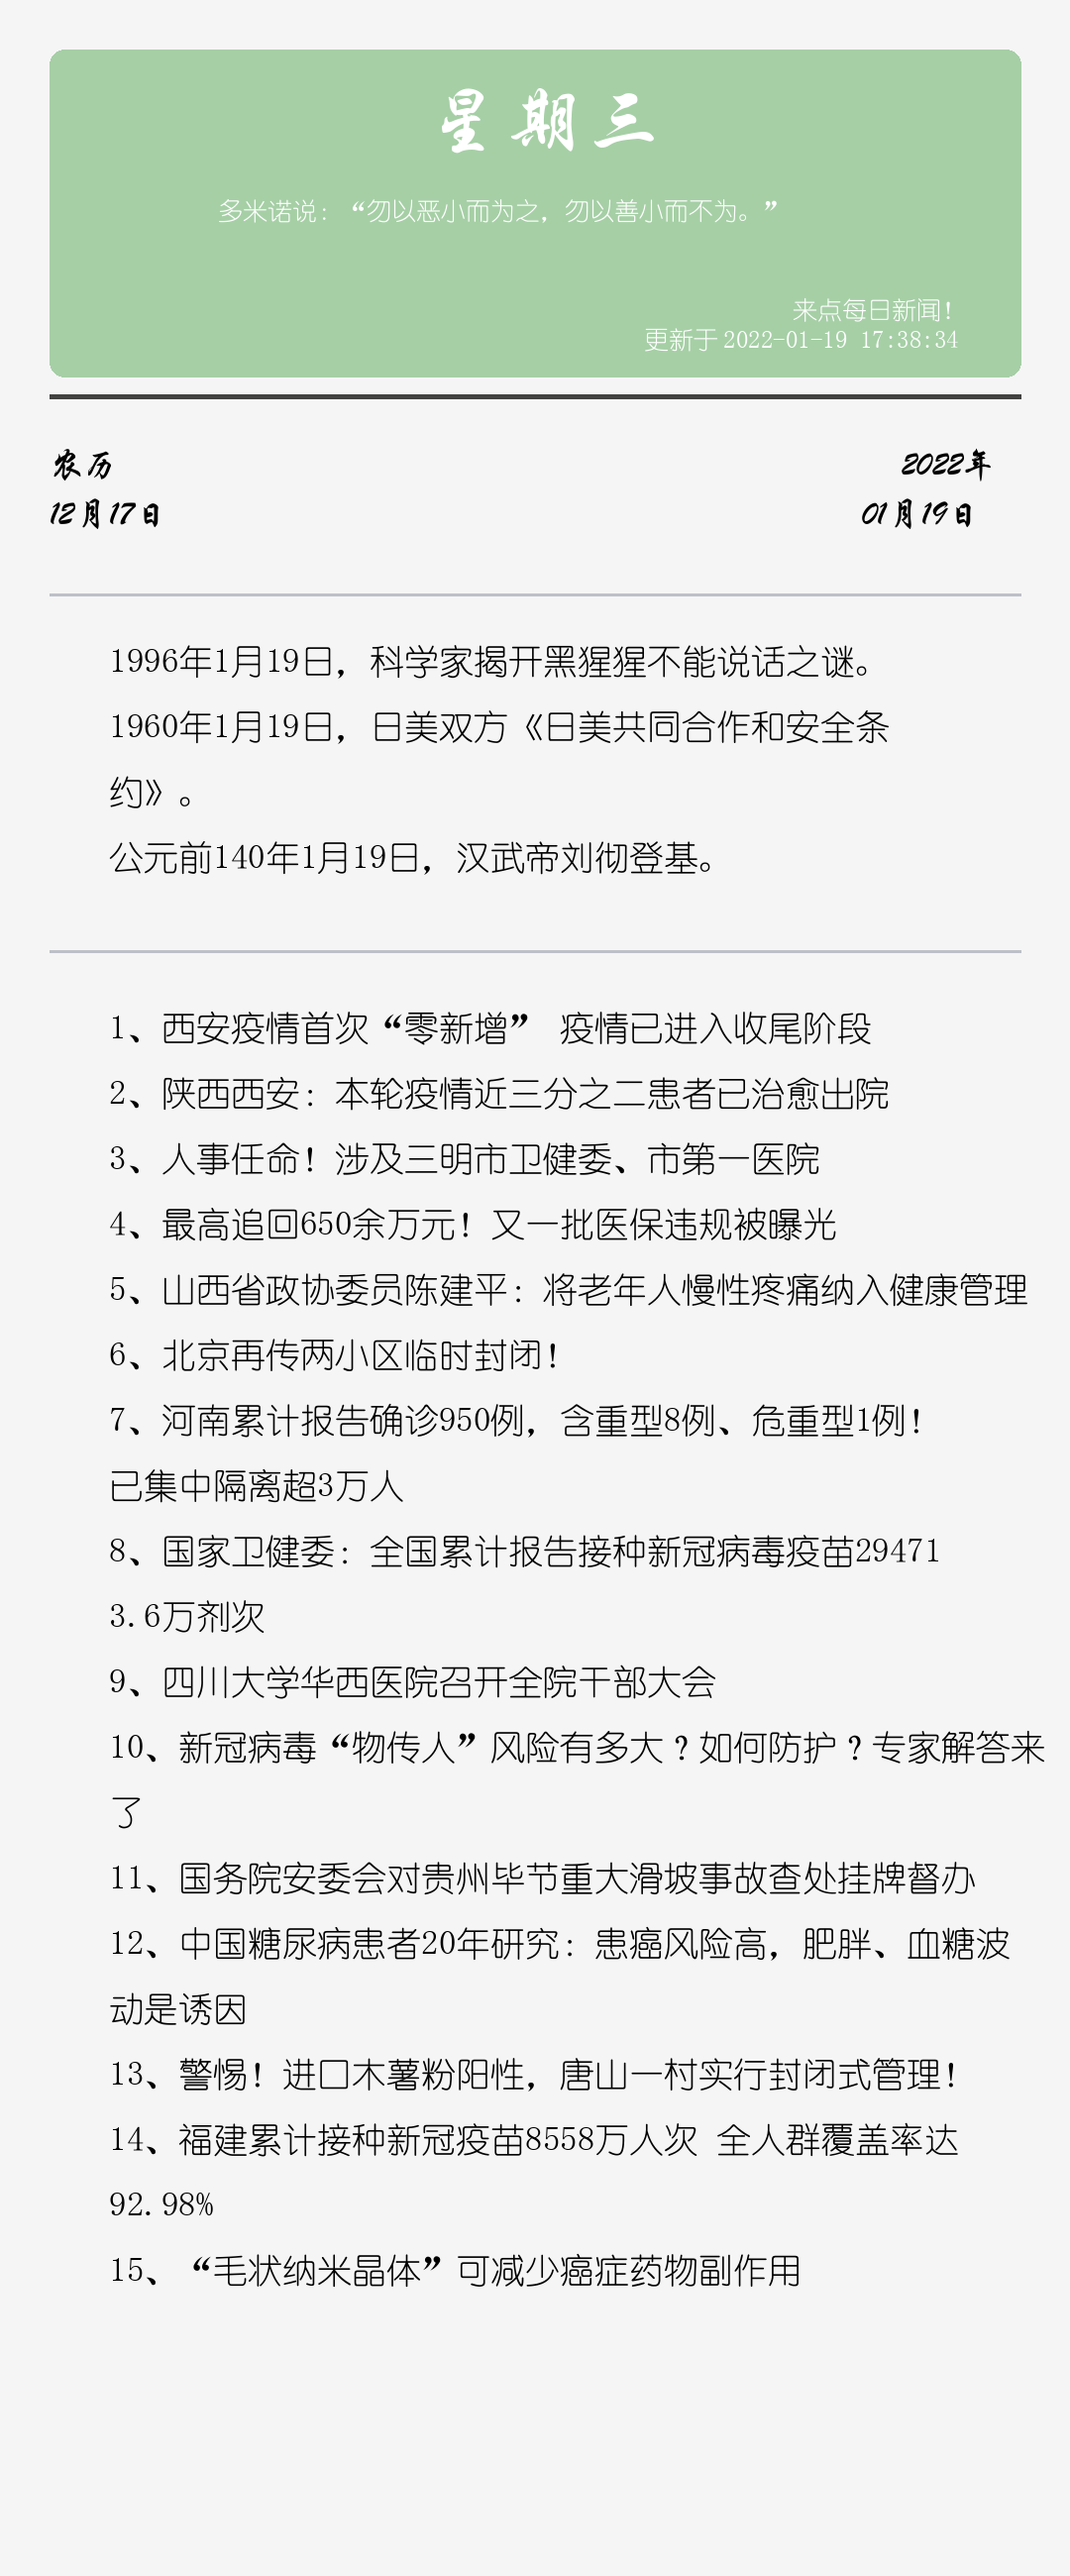 星期三
多米诺说：“勿以恶小而为之，勿以善小而不为。”
来点每日新闻！
更新于2022-01-19 17:38:34
农历
12月17日
2022年
01月19日
1996年1月19日，科学家揭开黑猩猩不能说话之谜。
1960年1月19日，日美双方《日美共同合作和安全条
约》。
公元前140年1月19日，汉武帝刘彻登基。
1、西安疫情首次“零新增” 疫情已进入收尾阶段
2、陕西西安：本轮疫情近三分之二患者已治愈出院
3、人事任命！涉及三明市卫健委、市第一医院
4、最高追回650余万元！又一批医保违规被曝光
5、山西省政协委员陈建平：将老年人慢性疼痛纳入健康管理
6、北京再传两小区临时封闭！
7、河南累计报告确诊950例，含重型8例、危重型1例！
已集中隔离超3万人
8、国家卫健委：全国累计报告接种新冠病毒疫苗29471
3.6万剂次
9、四川大学华西医院召开全院干部大会
10、新冠病毒“物传人”风险有多大？如何防护？专家解答来
了
11、国务院安委会对贵州毕节重大滑坡事故查处挂牌督办
12、中国糖尿病患者20年研究：患癌风险高，肥胖、血糖波
动是诱因
13、警惕！进口木薯粉阳性，唐山一村实行封闭式管理！
14、福建累计接种新冠疫苗8558万人次 全人群覆盖率达
92.98%
15、“毛状纳米晶体”可减少癌症药物副作用